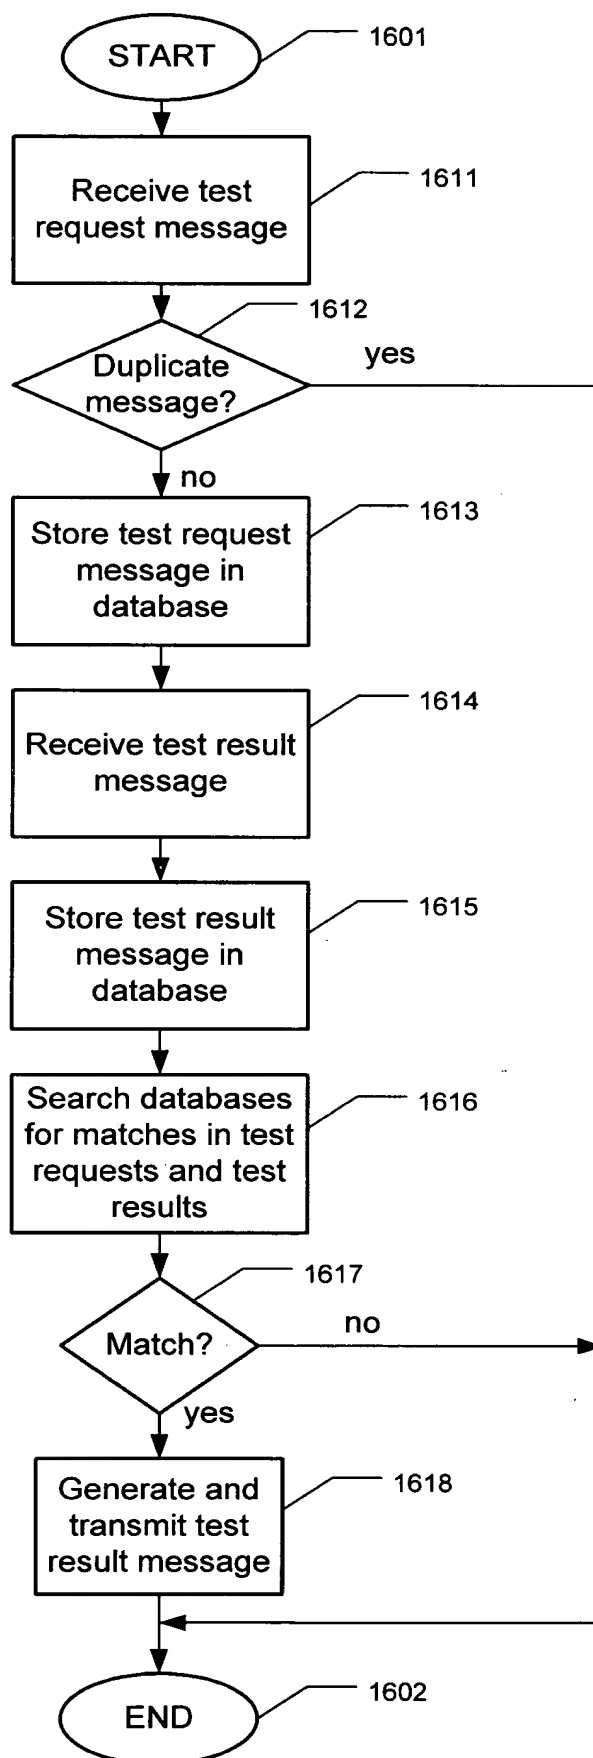 START
1601
Receive test
request message
1611
1612
Duplicate
message?
yes
no
Store test request
message in
database
1613
Receive test result
message
1614
Store test result
message in
database
1615
Search databases
for matches in test
requests and test
results
1616
1617
Match?
no
yes
Generate and
transmit test
result message
1618
END
1602